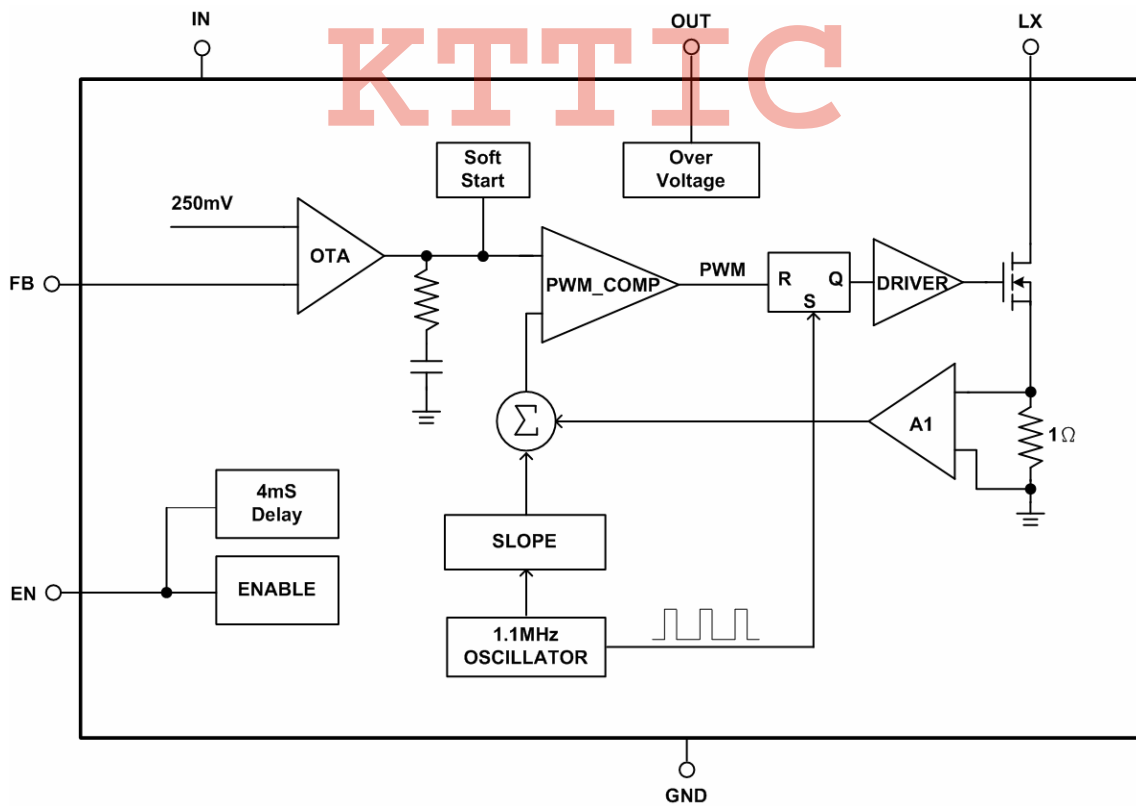 IN
OUT
LX
KTTIC
Soft
Start
Over
Voltage
250mV
OTA
FB
PWM_COMP
PWM
R
Q
S
DRIVER
A1
1Ω
Σ
4mS
Delay
SLOPE
EN
ENABLE
1.1MHz
OSCILLATOR
GND